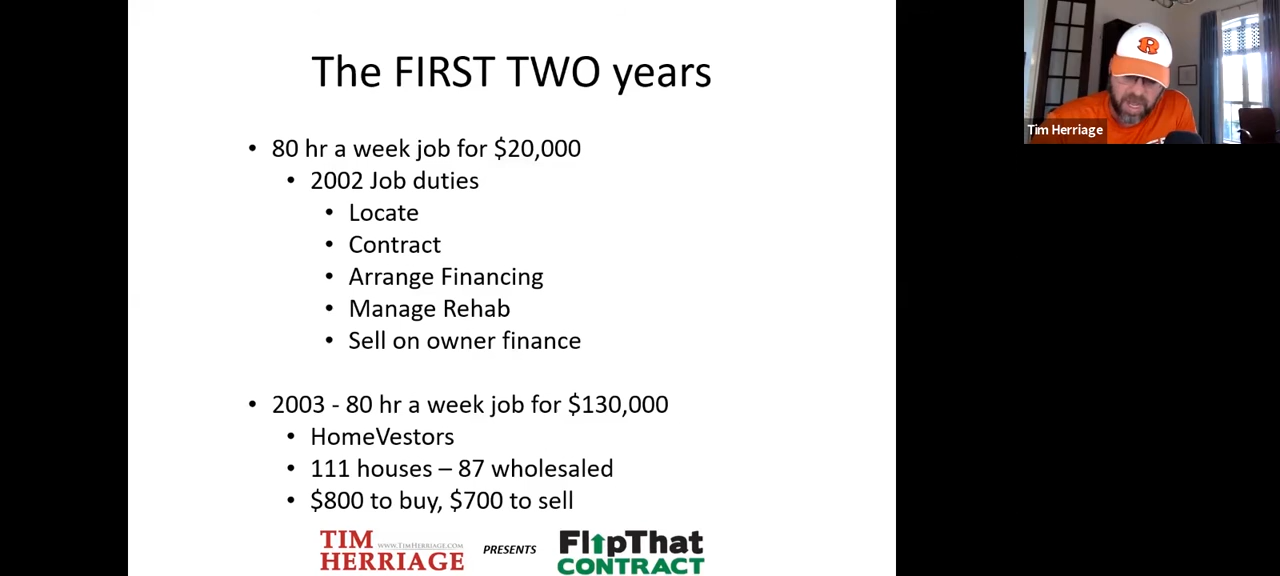 The FIRST TWO years
• 80 hr a week job for $20,000
• 2002 Job duties
• Locate
• Contract
• Arrange Financing
• Manage Rehab
• Sell on owner finance
• 2003 - 80 hr a week job for $130,000
• HomeVestors
• 111 houses – 87 wholesaled
• $800 to buy, $700 to sell
TIM WWW.TIMHERRIAGE.COM
HERRIAGE
PRESENTS
FlipThat
CONTRACT
R
Tim Herriage